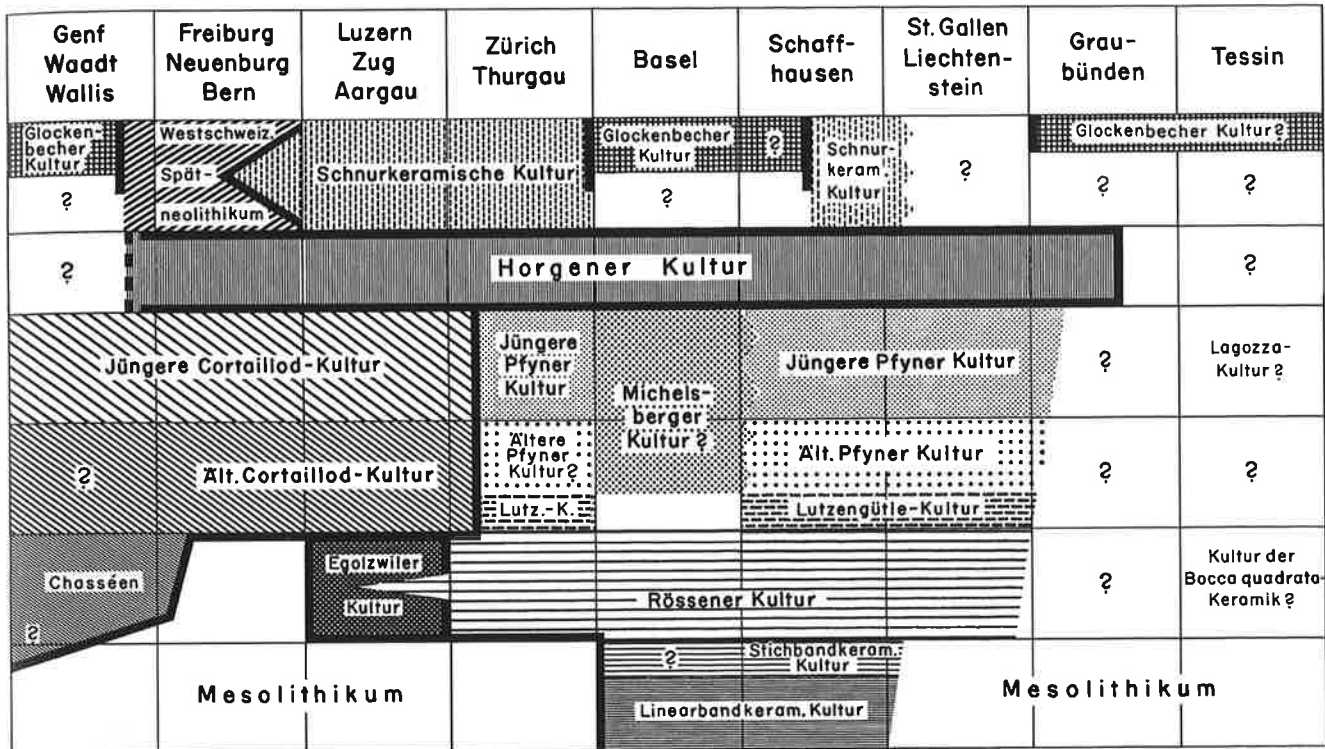 Genf
Waadt
Wallis
Freiburg
Neuenburg
Bern
Luzern
Zug
Aargau
Zürich
Thurgau
Basel
Schaff-
hausen
St. Gallen
Liechten-
stein
Grau-
bünden
Tessin
Glocken-
becher
Kultur
?
Westschweiz.
Spät-
neolithikum
Schnurkeramische Kultur
Glockenbecher
Kultur
?
?
Schnur-
keram.
Kultur
?
Glockenbecher Kultur ?
?
?
?
Horgener Kultur
?
Jüngere Cortaillod-Kultur
Jüngere
Pfyner
Kultur
Michels-
berger
Kultur ?
Jüngere Pfyner Kultur
?
Lagozza-
Kultur ?
?
Ält. Cortaillod-Kultur
Ältere
Pfyner
Kultur ?
Lutz.-K.
Ält. Pfyner Kultur
Lutzengütle-Kultur
?
?
Chasséen
?
Egolzwiler
Kultur
Rössener Kultur
?
Kultur der
Bocca quadrata-
Keramik ?
Mesolithikum
?
Stichbandkeram.
Kultur
Linearbandkeram. Kultur
Mesolithikum